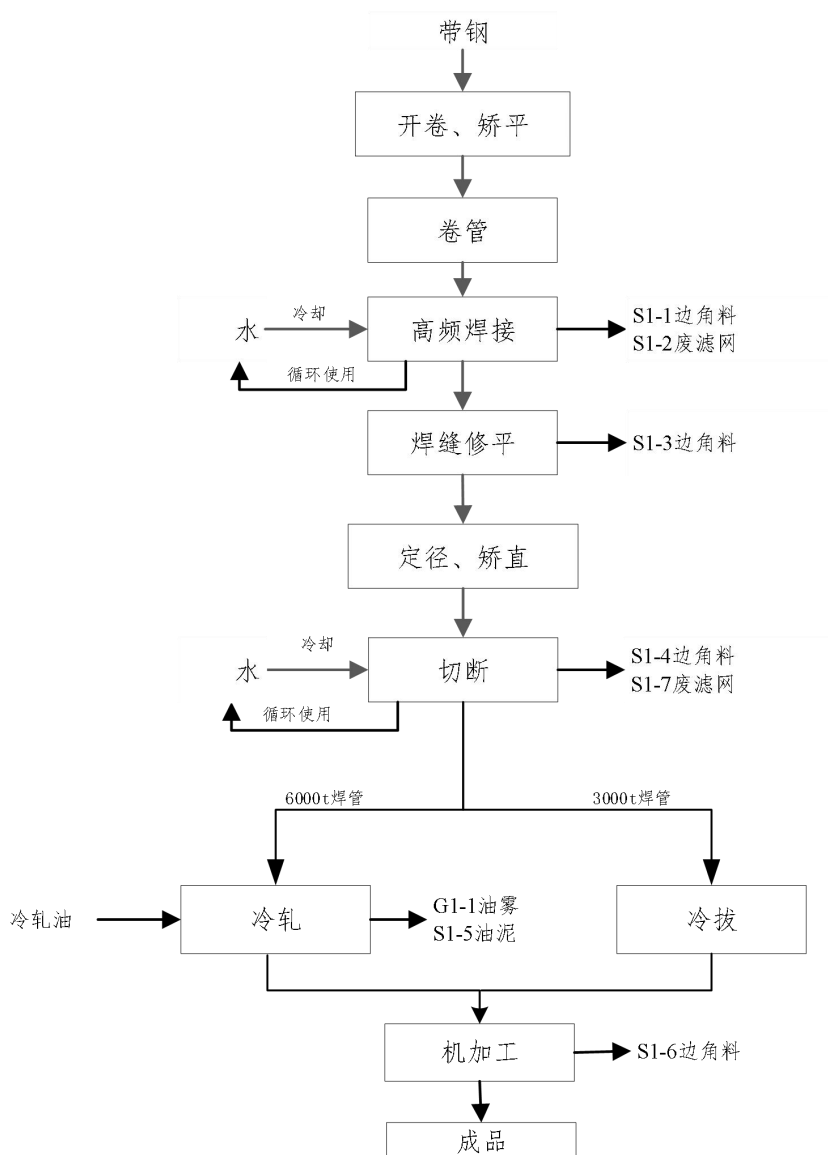 带钢
开卷、矫平
卷管
冷却
水
高频焊接
S1-1边角料
S1-2废滤网
循环使用
焊缝修平
S1-3边角料
定径、矫直
冷却
水
切断
S1-4边角料
S1-7废滤网
循环使用
6000t焊管
3000t焊管
冷轧油
冷轧
G1-1油雾
S1-5油泥
冷拔
机加工
S1-6边角料
成品